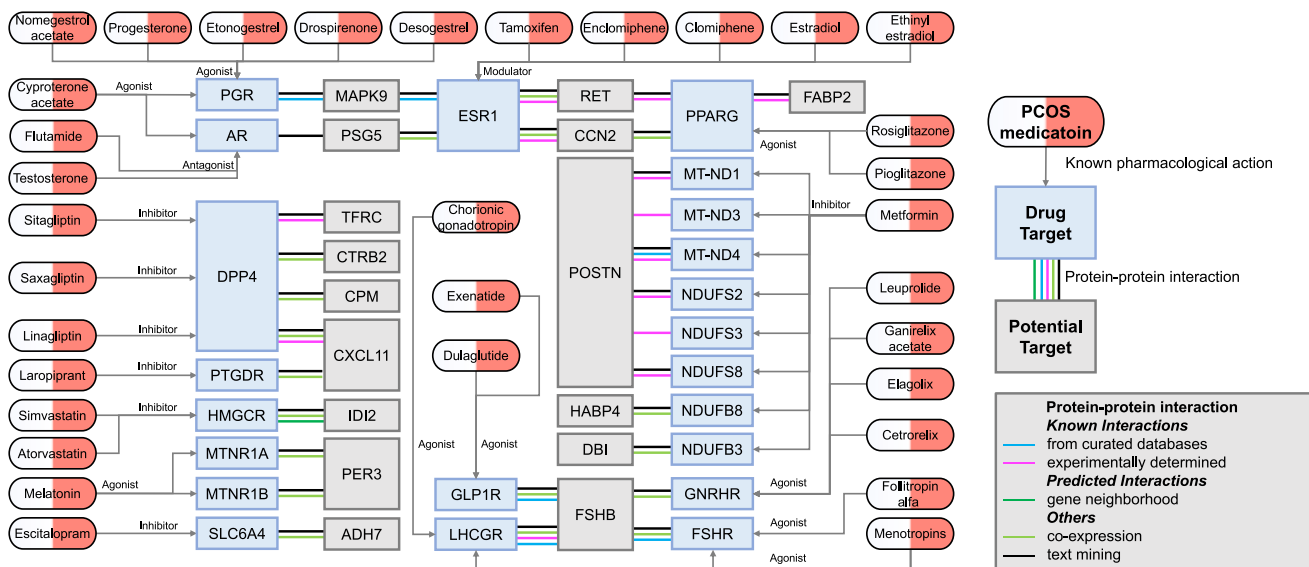 Nomegestrol
acetate
Progesterone
Etonogestrel
Drospirenone
Desogestrel
Tamoxifen
Enclomiphene
Clomiphene
Estradiol
Ethinyl
estradiol
Agonist
Modulator
Cyproterone
acetate
Agonist
PGR
MAPK9
ESR1
RET
PPARG
FABP2
Flutamide
AR
PSG5
CCN2
Rosiglitazone
Antagonist
Agonist
Testosterone
Pioglitazone
MT-ND1
Sitagliptin
Inhibitor
DPP4
TFRC
Chorionic
gonadotropin
POSTN
MT-ND3
Inhibitor
Metformin
CTRB2
MT-ND4
Saxagliptin
Inhibitor
CPM
Exenatide
NDUFS2
Leuprolide
Linagliptin
Inhibitor
CXCL11
NDUFS3
Ganirelix
acetate
Dulaglutide
Laropiprant
Inhibitor
PTGDR
NDUFS8
Elagolix
Simvastatin
Inhibitor
HMGCR
IDI2
HABP4
NDUFB8
Atorvastatin
MTNR1A
PER3
Agonist
Agonist
DBI
NDUFB3
Cetrorelix
Melatonin
Agonist
MTNR1B
GLP1R
FSHB
GNRHR
Agonist
Follitropin
alfa
Escitalopram
Inhibitor
SLC6A4
ADH7
LHCGR
FSHR
Agonist
Menotropins
Agonist
PCOS
medicatoin
Known pharmacological action
Drug
Target
Protein-protein interaction
Potential
Target
Protein-protein interaction
Known Interactions
from curated databases
experimentally determined
Predicted Interactions
gene neighborhood
Others
co-expression
text mining